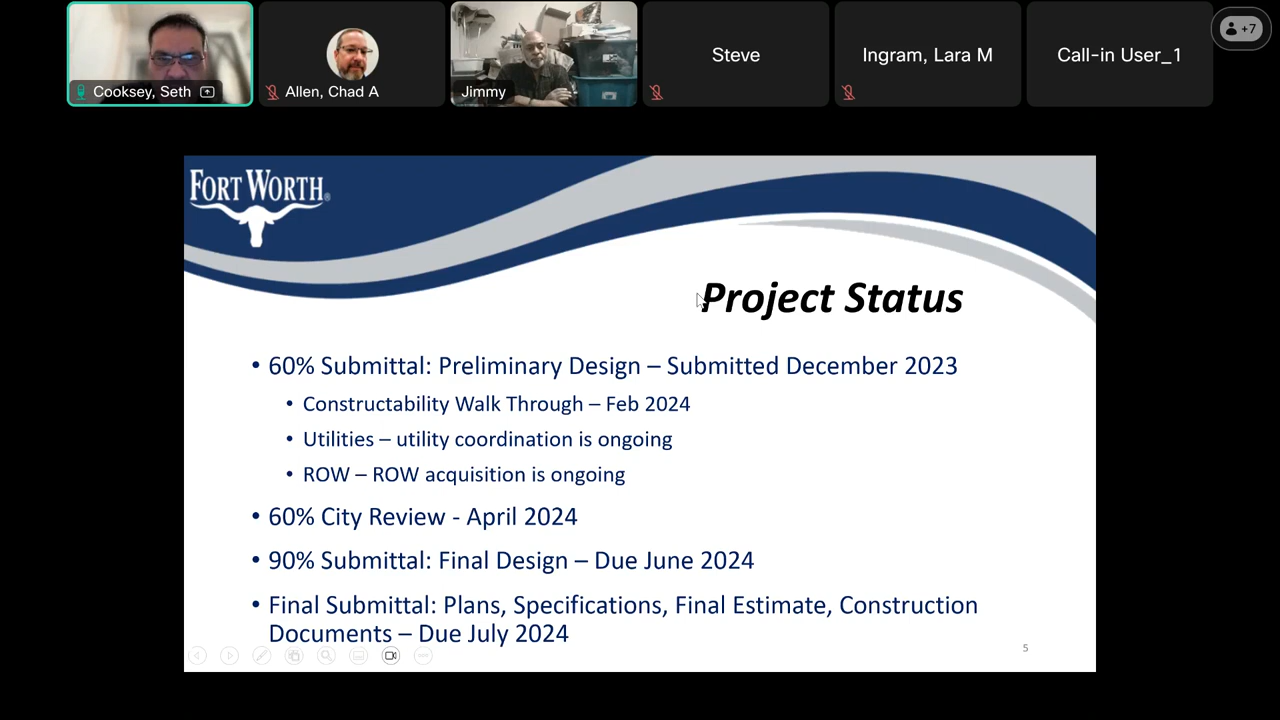 Cooksey, Seth
Allen, Chad A
Jimmy
Steve
Ingram, Lara M
Call-in User_1
+7
FORT WORTH®
Project Status
• 60% Submittal: Preliminary Design – Submitted December 2023
• Constructability Walk Through – Feb 2024
• Utilities – utility coordination is ongoing
• ROW – ROW acquisition is ongoing
• 60% City Review - April 2024
• 90% Submittal: Final Design – Due June 2024
• Final Submittal: Plans, Specifications, Final Estimate, Construction
Documents – Due July 2024
5